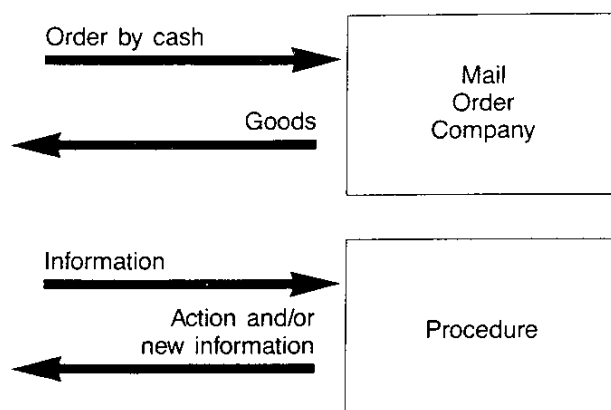 Order by cash
Goods
Mail
Order
Company
Information
Action and/or
new information
Procedure